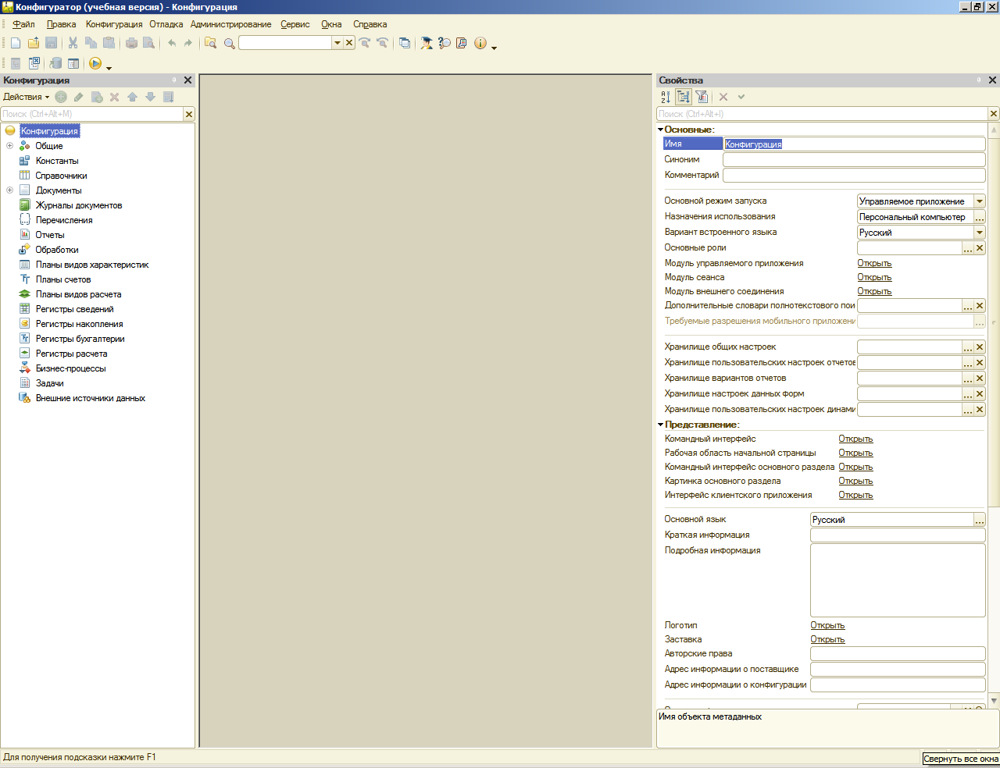 Конфигуратор (учебная версия) - Конфигурация
Файл Правка Конфигурация Отладка Администрирование Сервис Окна Справка
Конфигурация
Действия
Поиск (Ctrl+Alt+M)
Конфигурация
Общие
Константы
Справочники
Документы
Журналы документов
Перечисления
Отчеты
Обработки
Планы видов характеристик
Планы счетов
Планы видов расчета
Регистры сведений
Регистры накопления
Регистры бухгалтерии
Регистры расчета
Бизнес-процессы
Задачи
Внешние источники данных
Свойства
Поиск (Ctrl+Alt+I)
Основные:
Имя Конфигурация
Синоним
Комментарий
Основной режим запуска Управляемое приложение
Назначения использования Персональный компьютер ...
Вариант встроенного языка Русский
Основные роли ...
Модуль управляемого приложения Открыть
Модуль сеанса Открыть
Модуль внешнего соединения Открыть
Дополнительные словари полнотекстового пои ...
Требуемые разрешения мобильного приложени ...
Хранилище общих настроек ...
Хранилище пользовательских настроек отчетов ...
Хранилище вариантов отчетов ...
Хранилище настроек данных форм ...
Хранилище пользовательских настроек динами ...
Представление:
Командный интерфейс Открыть
Рабочая область начальной страницы Открыть
Командный интерфейс основного раздела Открыть
Картинка основного раздела Открыть
Интерфейс клиентского приложения Открыть
Основной язык Русский ...
Краткая информация
Подробная информация
Логотип Открыть
Заставка Открыть
Авторские права
Адрес информации о поставщике
Адрес информации о конфигурации
Имя объекта метаданных
Для получения подсказки нажмите F1
Свернуть все окна